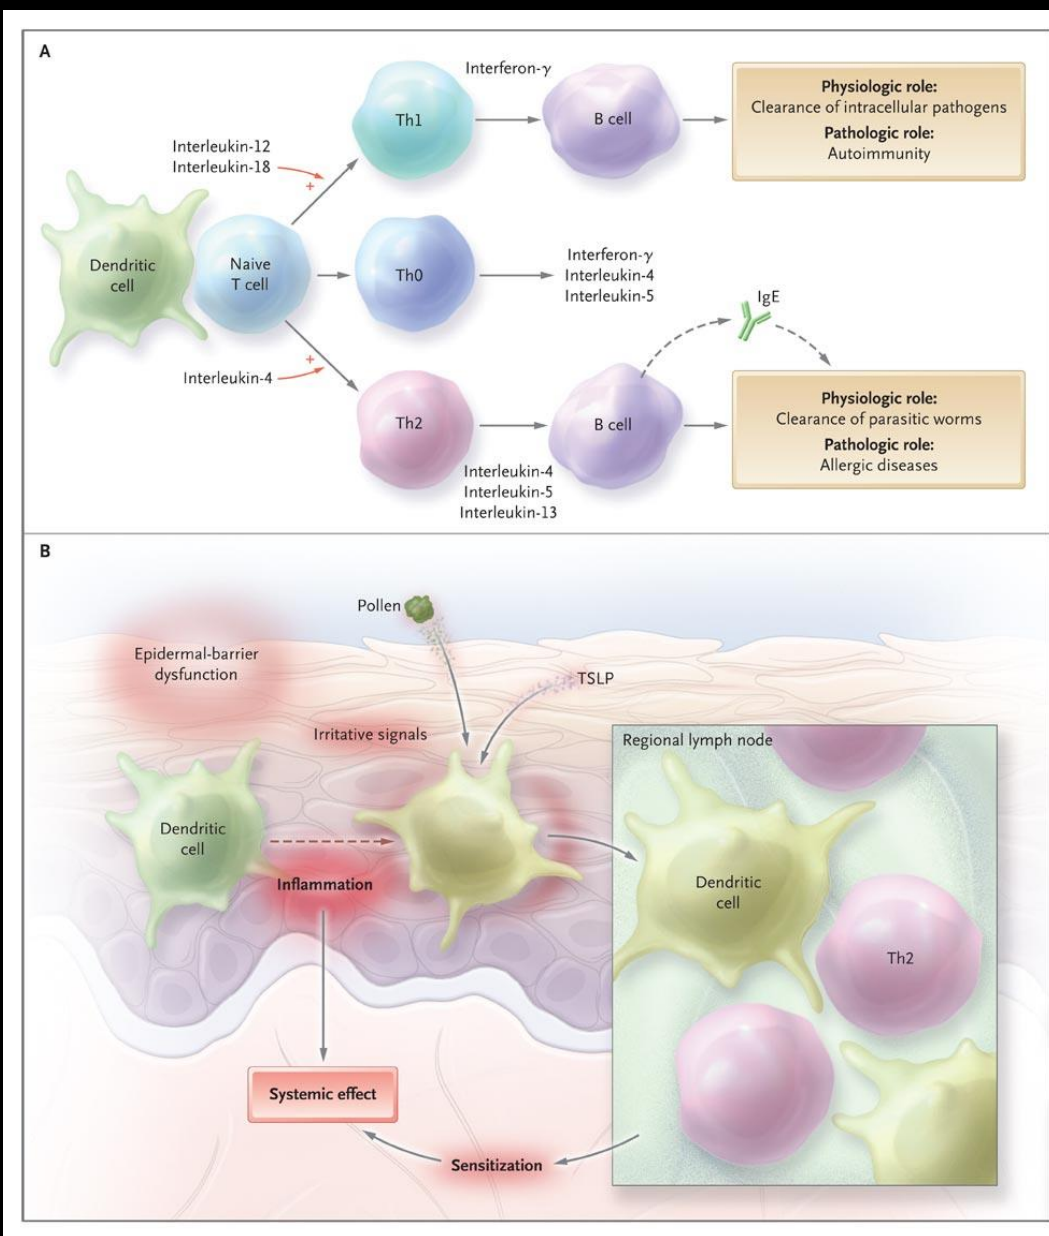 A
Interleukin-12
Interleukin-18
+
Dendritic
cell
Naive
T cell
Th1
Interferon-γ
B cell
Physiologic role:
Clearance of intracellular pathogens
Pathologic role:
Autoimmunity
Th0
Interferon-γ
Interleukin-4
Interleukin-5
IgE
Interleukin-4
+
Th2
Interleukin-4
Interleukin-5
Interleukin-13
B cell
Physiologic role:
Clearance of parasitic worms
Pathologic role:
Allergic diseases
B
Pollen
Epidermal-barrier
dysfunction
TSLP
Irritative signals
Regional lymph node
Dendritic
cell
Inflammation
Dendritic
cell
Th2
Systemic effect
Sensitization